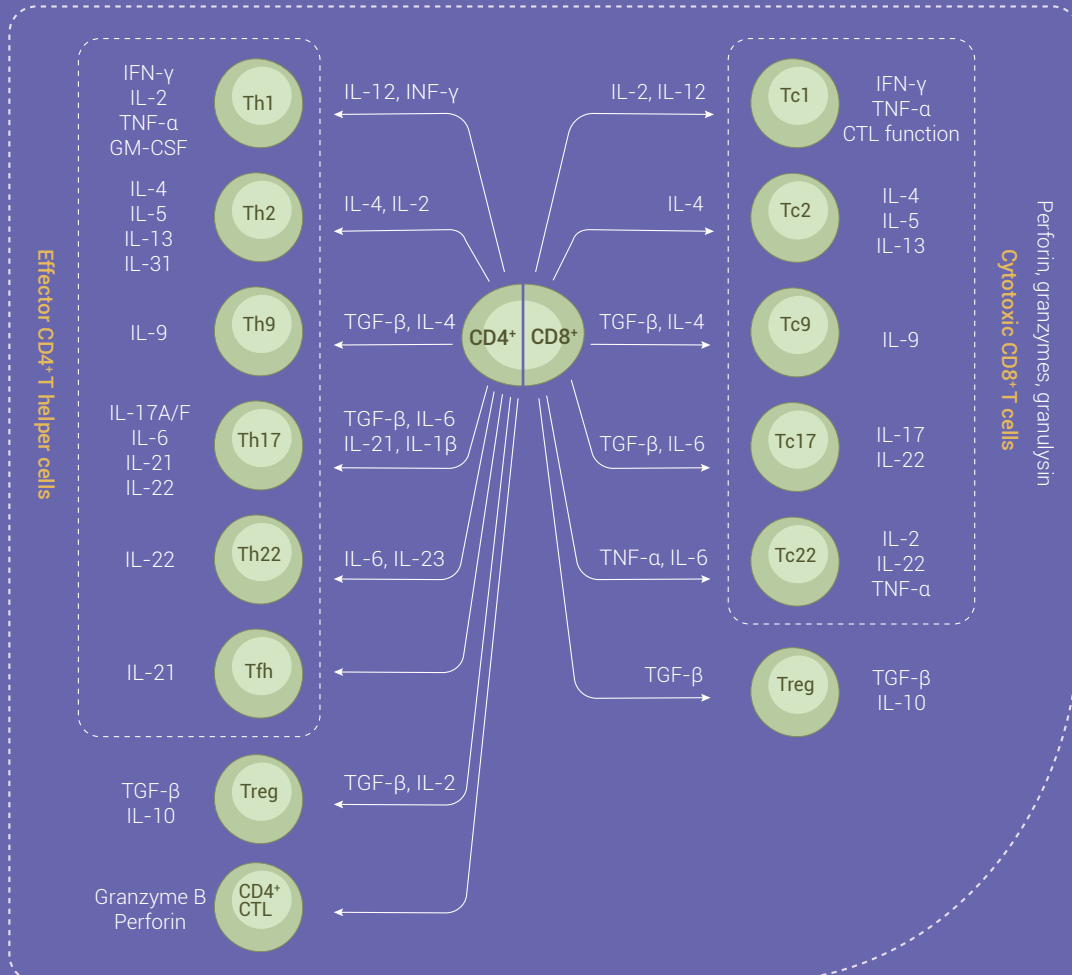 Effector CD4⁺ T helper cells
IFN-γ
IL-2
TNF-α
GM-CSF
Th1
IL-12, INF-γ
IL-4
IL-5
IL-13
IL-31
Th2
IL-4, IL-2
IL-9
Th9
TGF-β, IL-4
IL-17A/F
IL-6
IL-21
IL-22
Th17
TGF-β, IL-6
IL-21, IL-1β
IL-22
Th22
IL-6, IL-23
IL-21
Tfh
TGF-β
IL-10
Treg
TGF-β, IL-2
Granzyme B
Perforin
CD4⁺
CTL
CD4⁺
CD8⁺
IL-2, IL-12
Tc1
IFN-γ
TNF-α
CTL function
IL-4
Tc2
IL-4
IL-5
IL-13
TGF-β, IL-4
Tc9
IL-9
TGF-β, IL-6
Tc17
IL-17
IL-22
TNF-α, IL-6
Tc22
IL-2
IL-22
TNF-α
TGF-β
Treg
TGF-β
IL-10
Cytotoxic CD8⁺ T cells
Perforin, granzymes, granulysin